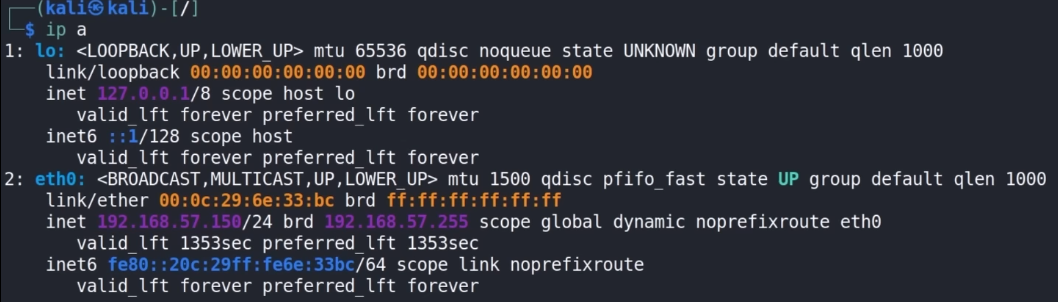 ┌──(kali㉿kali)-[/]
└─$ ip a
1: lo: <LOOPBACK,UP,LOWER_UP> mtu 65536 qdisc noqueue state UNKNOWN group default qlen 1000
link/loopback 00:00:00:00:00:00 brd 00:00:00:00:00:00
inet 127.0.0.1/8 scope host lo
valid_lft forever preferred_lft forever
inet6 ::1/128 scope host
valid_lft forever preferred_lft forever
2: eth0: <BROADCAST,MULTICAST,UP,LOWER_UP> mtu 1500 qdisc pfifo_fast state UP group default qlen 1000
link/ether 00:0c:29:6e:33:bc brd ff:ff:ff:ff:ff:ff
inet 192.168.57.150/24 brd 192.168.57.255 scope global dynamic noprefixroute eth0
valid_lft 1353sec preferred_lft 1353sec
inet6 fe80::20c:29ff:fe6e:33bc/64 scope link noprefixroute
valid_lft forever preferred_lft forever